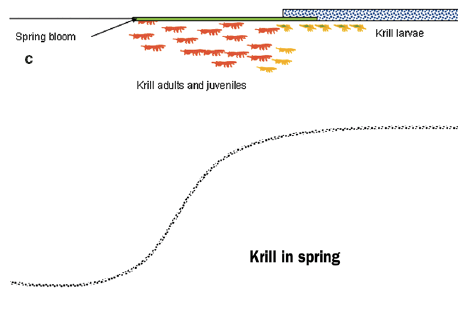 Spring bloom
Krill larvae
C
Krill adults and juveniles
Krill in spring